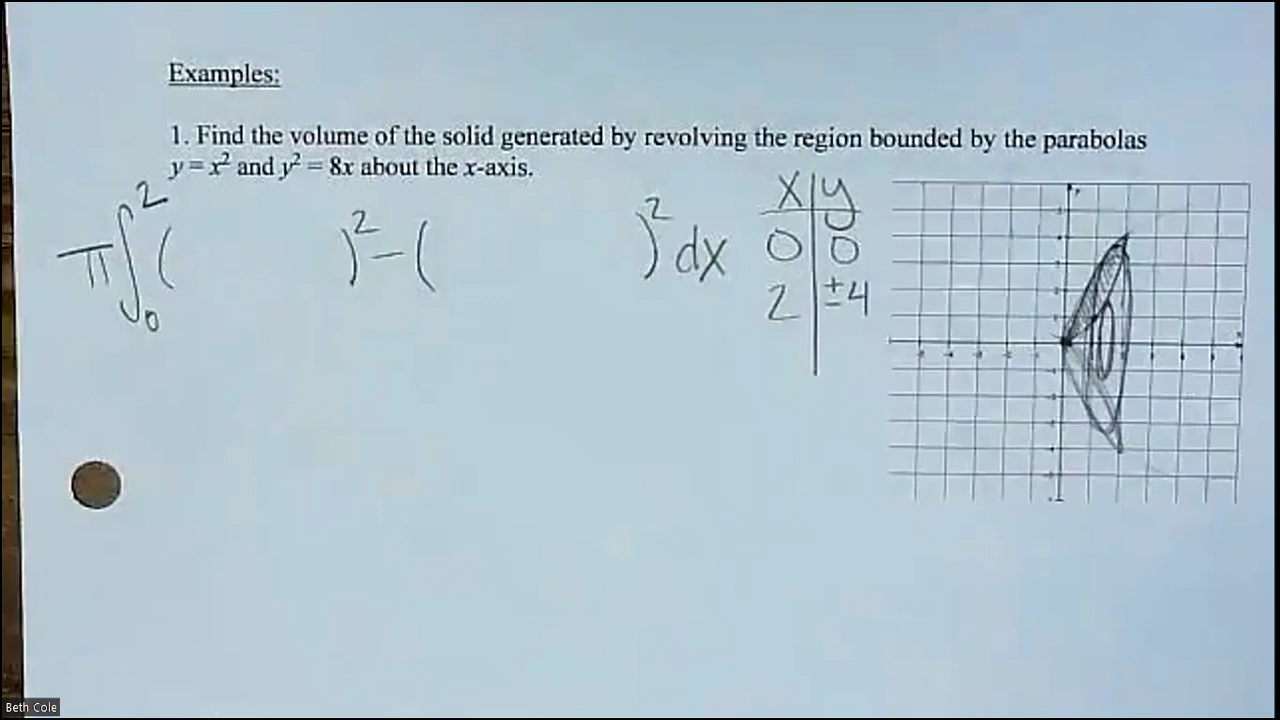 Examples:
1. Find the volume of the solid generated by revolving the region bounded by the parabolas
y = x² and y² = 8x about the x-axis.
π∫₀² ( )² − ( )² dx
x | y
0 | 0
2 | ±4
Beth Cole